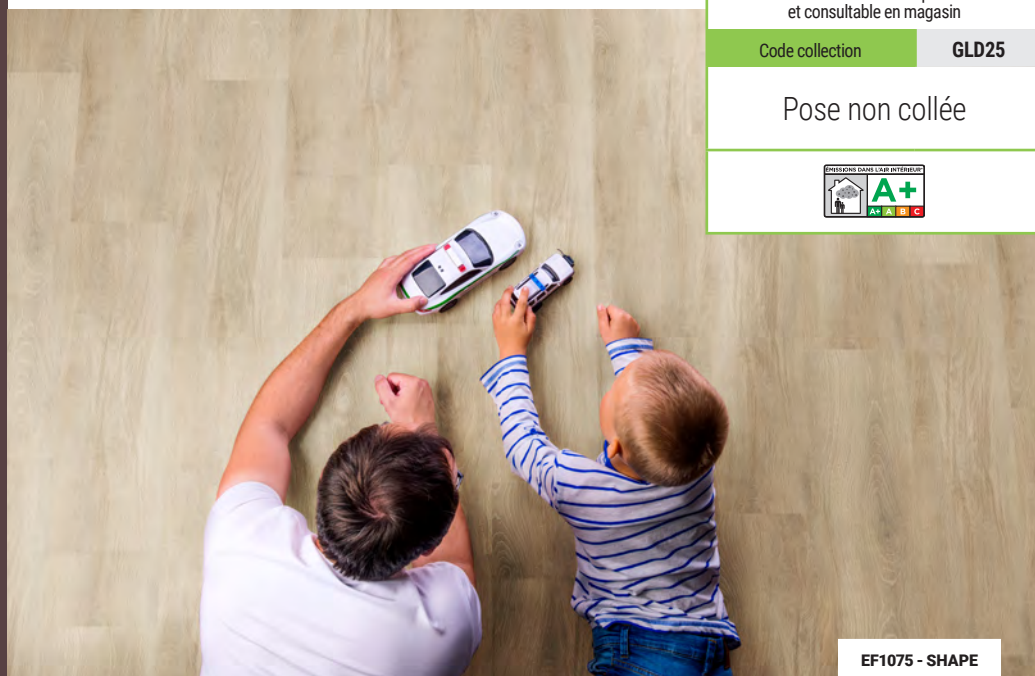 et consultable en magasin
Code collection
GLD25
Pose non collée
ÉMISSIONS DANS L'AIR INTÉRIEUR*
A+
A+ A B C
EF1075 - SHAPE